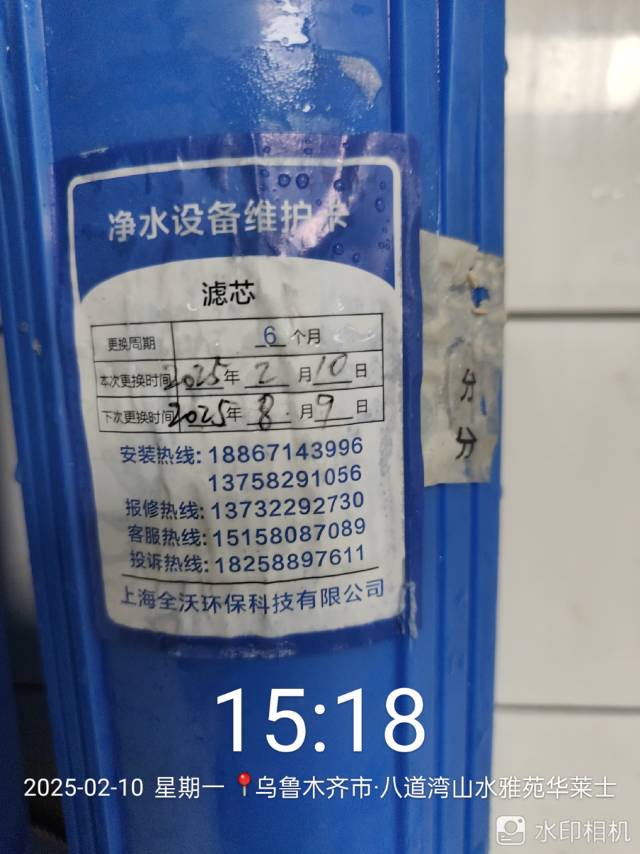 净水设备维护卡
滤芯
更换周期 6 个月
本次更换时间 2025年 2 月 10 日
下次更换时间 2025年 8 月 9 日
安装热线: 18867143996
13758291056
报修热线: 13732292730
客服热线: 15158087089
投诉热线: 18258897611
上海全沃环保科技有限公司
分
分
15:18
2025-02-10 星期一 乌鲁木齐市·八道湾山水雅苑华莱士
水印相机